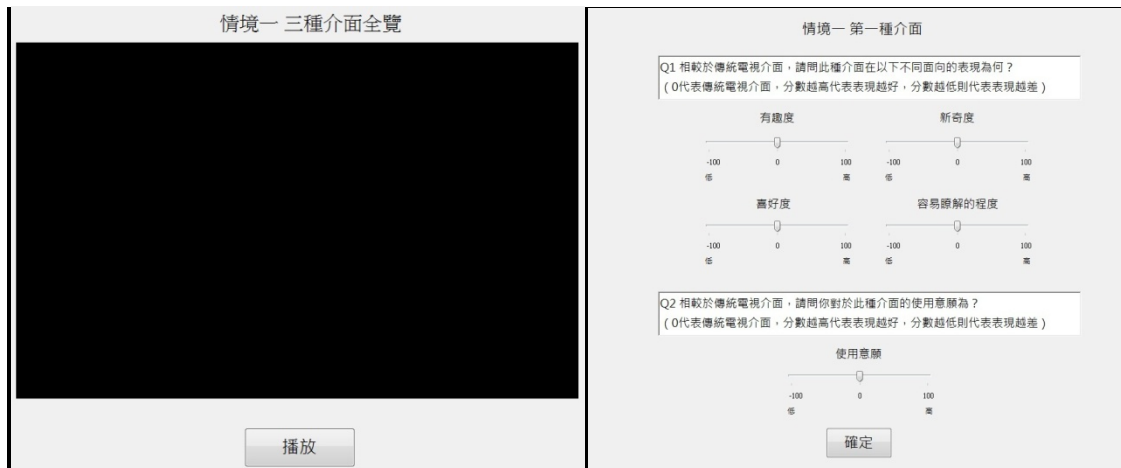 情境一 三種介面全覽
播放
情境一 第一種介面
Q1 相較於傳統電視介面，請問此種介面在以下不同面向的表現為何？
（0代表傳統電視介面，分數越高代表表現越好，分數越低則代表表現越差）
有趣度 新奇度
-100 0 100 -100 0 100
低 高 低 高
喜好度 容易瞭解的程度
-100 0 100 -100 0 100
低 高 低 高
Q2 相較於傳統電視介面，請問你對於此種介面的使用意願為？
（0代表傳統電視介面，分數越高代表表現越好，分數越低則代表表現越差）
使用意願
-100 0 100
低 高
確定